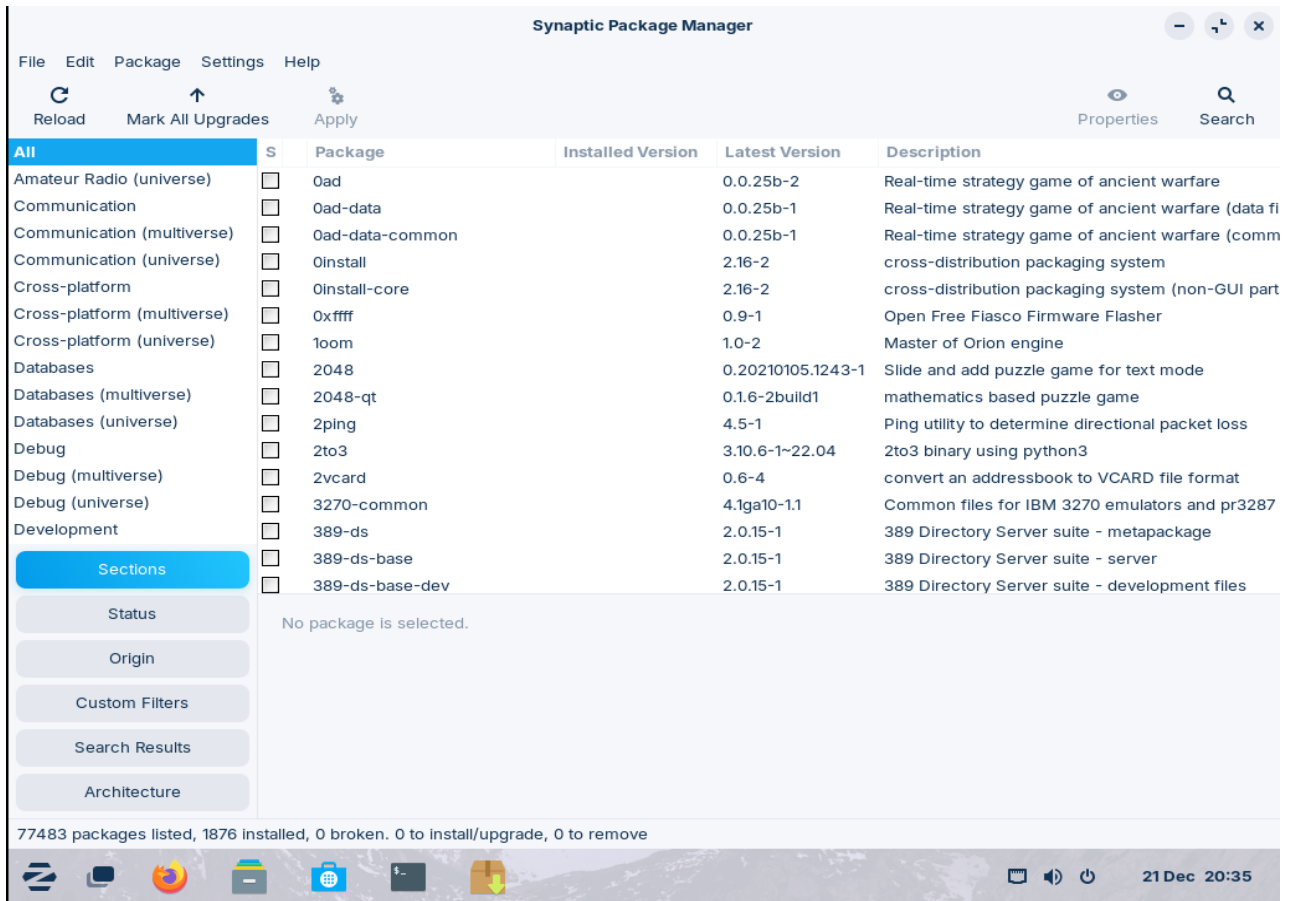 Synaptic Package Manager
File Edit Package Settings Help
Reload Mark All Upgrades Apply Properties Search
All
Amateur Radio (universe)
Communication
Communication (multiverse)
Communication (universe)
Cross-platform
Cross-platform (multiverse)
Cross-platform (universe)
Databases
Databases (multiverse)
Databases (universe)
Debug
Debug (multiverse)
Debug (universe)
Development
Sections
Status
Origin
Custom Filters
Search Results
Architecture
S Package Installed Version Latest Version Description
0ad 0.0.25b-2 Real-time strategy game of ancient warfare
0ad-data 0.0.25b-1 Real-time strategy game of ancient warfare (data fi
0ad-data-common 0.0.25b-1 Real-time strategy game of ancient warfare (comm
0install 2.16-2 cross-distribution packaging system
0install-core 2.16-2 cross-distribution packaging system (non-GUI part
0xffff 0.9-1 Open Free Fiasco Firmware Flasher
1oom 1.0-2 Master of Orion engine
2048 0.20210105.1243-1 Slide and add puzzle game for text mode
2048-qt 0.1.6-2build1 mathematics based puzzle game
2ping 4.5-1 Ping utility to determine directional packet loss
2to3 3.10.6-1~22.04 2to3 binary using python3
2vcard 0.6-4 convert an addressbook to VCARD file format
3270-common 4.1ga10-1.1 Common files for IBM 3270 emulators and pr3287
389-ds 2.0.15-1 389 Directory Server suite - metapackage
389-ds-base 2.0.15-1 389 Directory Server suite - server
389-ds-base-dev 2.0.15-1 389 Directory Server suite - development files
No package is selected.
77483 packages listed, 1876 installed, 0 broken. 0 to install/upgrade, 0 to remove
$_
21 Dec 20:35